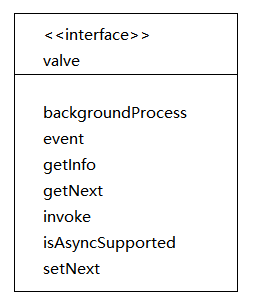 <<interface>>
valve
backgroundProcess
event
getInfo
getNext
invoke
isAsyncSupported
setNext